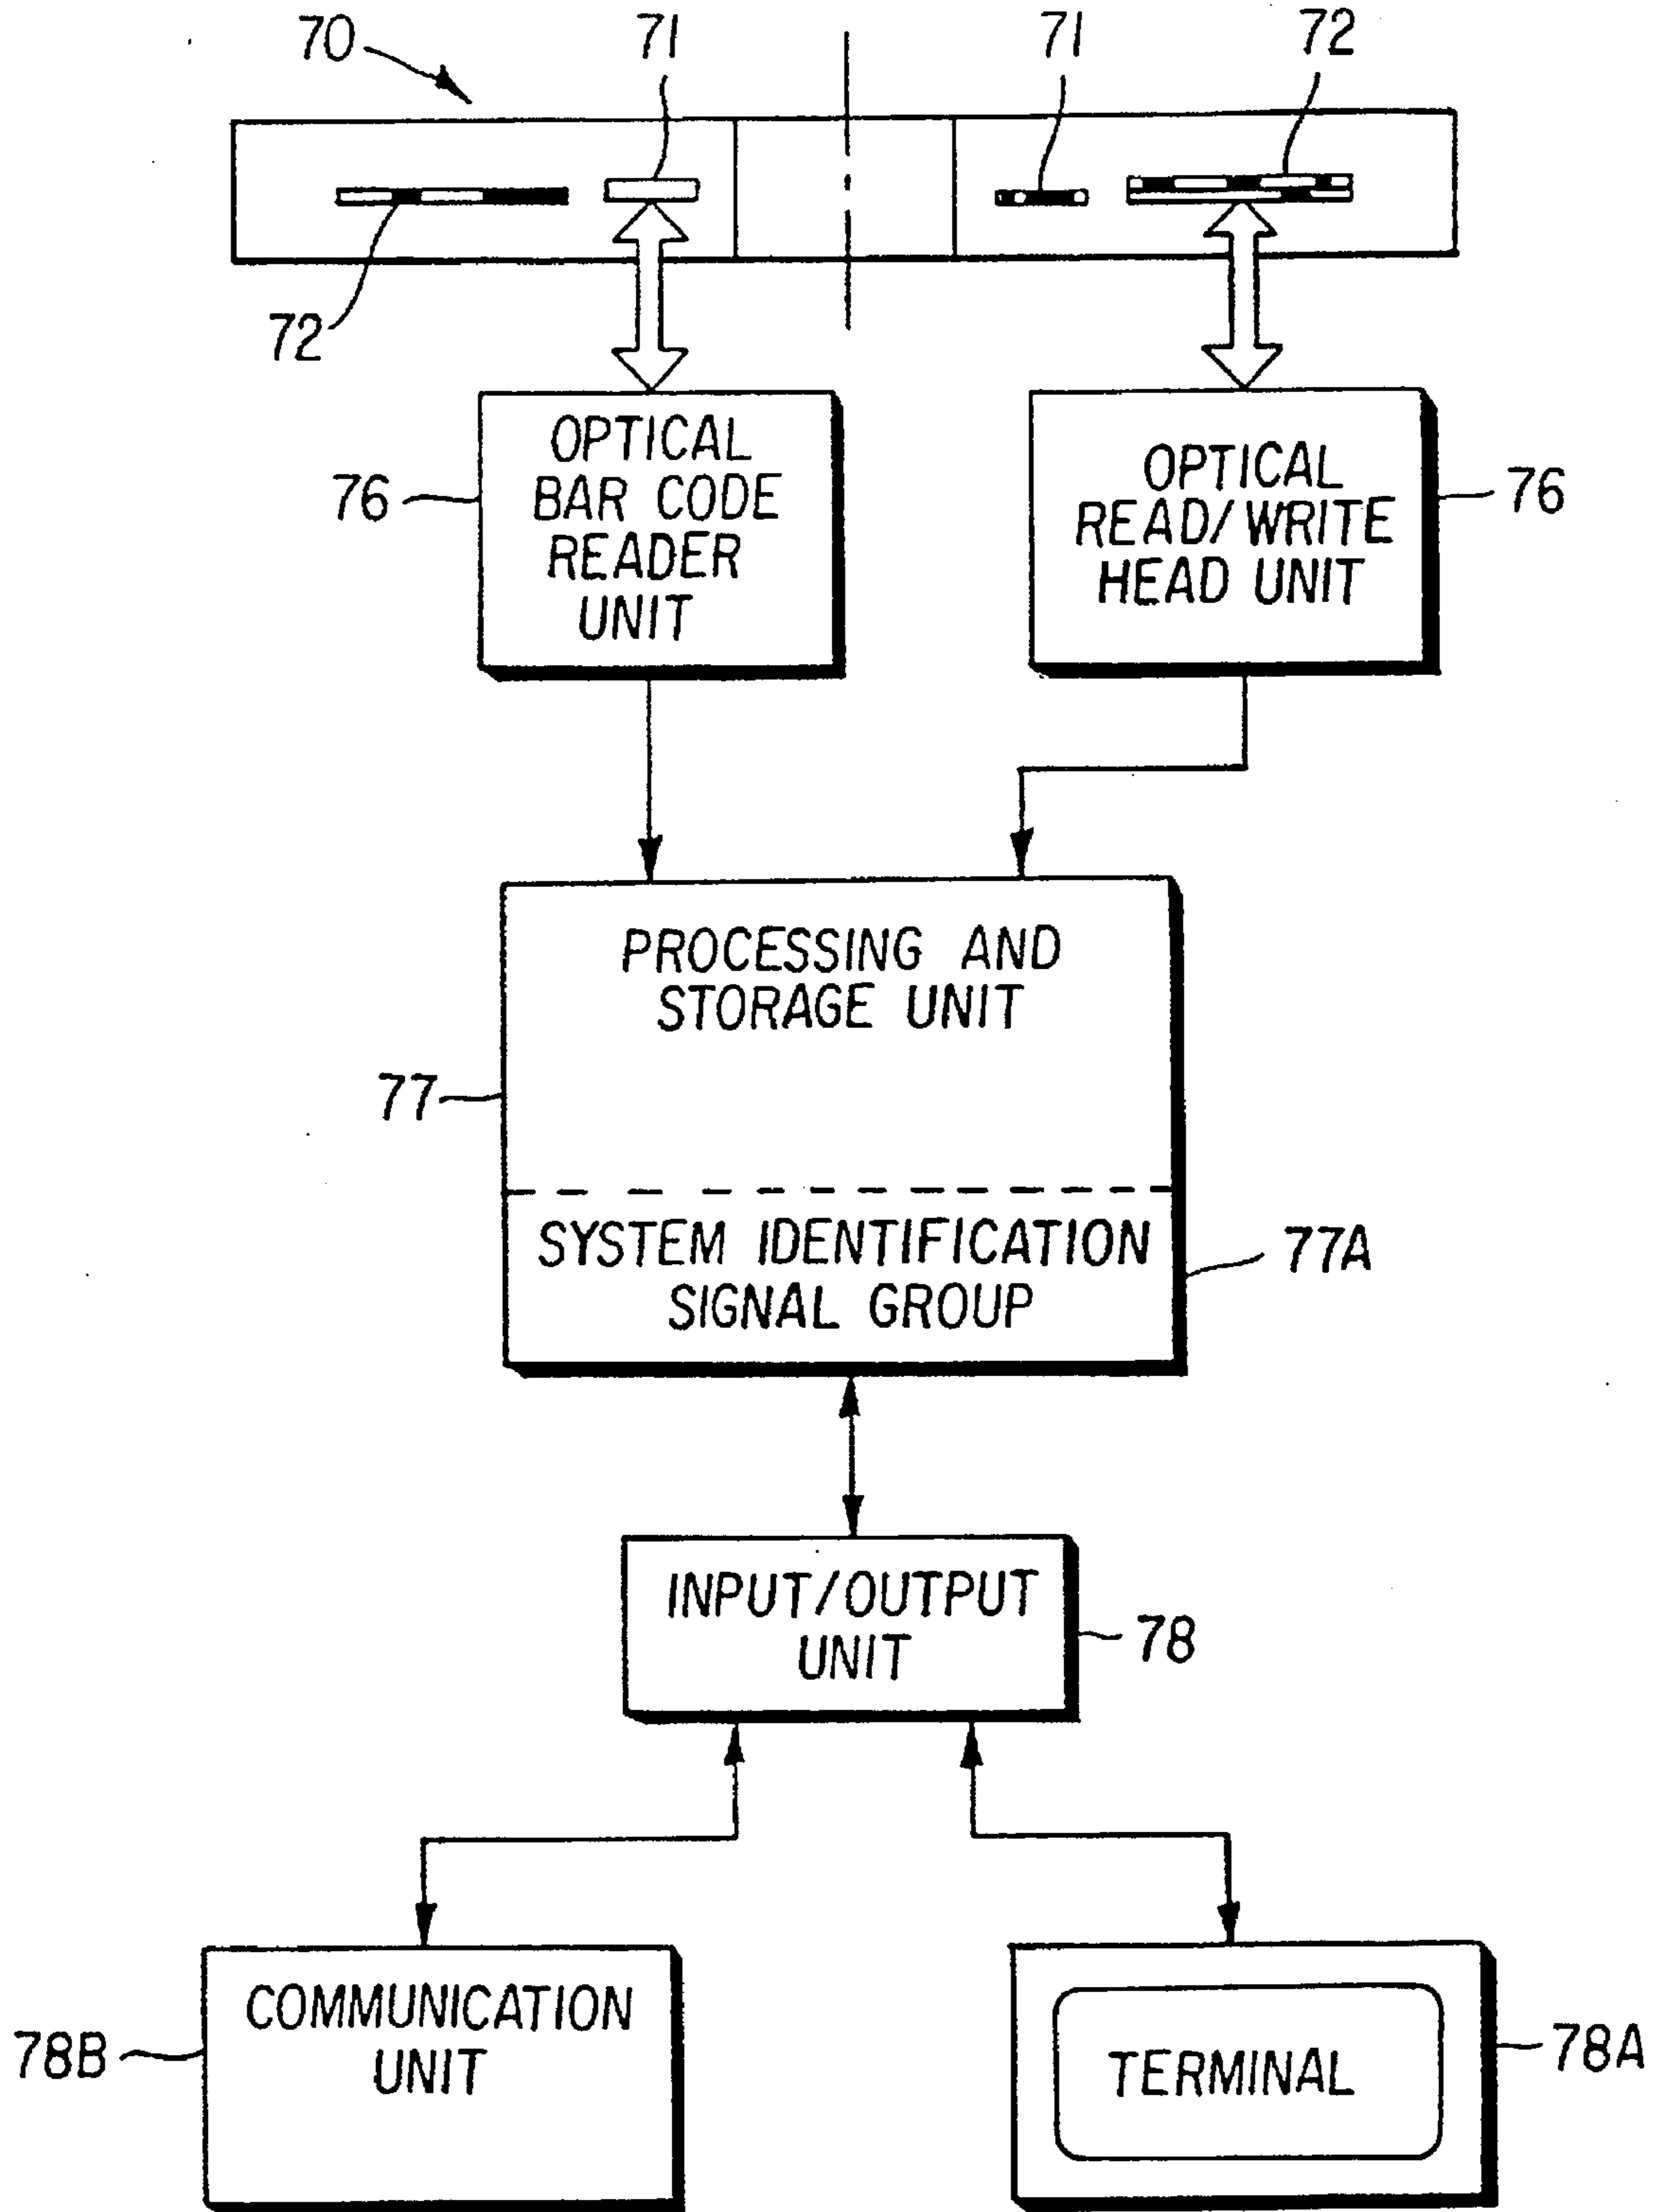 70
71
71
72
72
OPTICAL
BAR CODE
READER
UNIT
76
OPTICAL
READ/WRITE
HEAD UNIT
76
PROCESSING AND
STORAGE UNIT
77
SYSTEM IDENTIFICATION
SIGNAL GROUP
77A
INPUT/OUTPUT
UNIT
78
COMMUNICATION
UNIT
78B
TERMINAL
78A